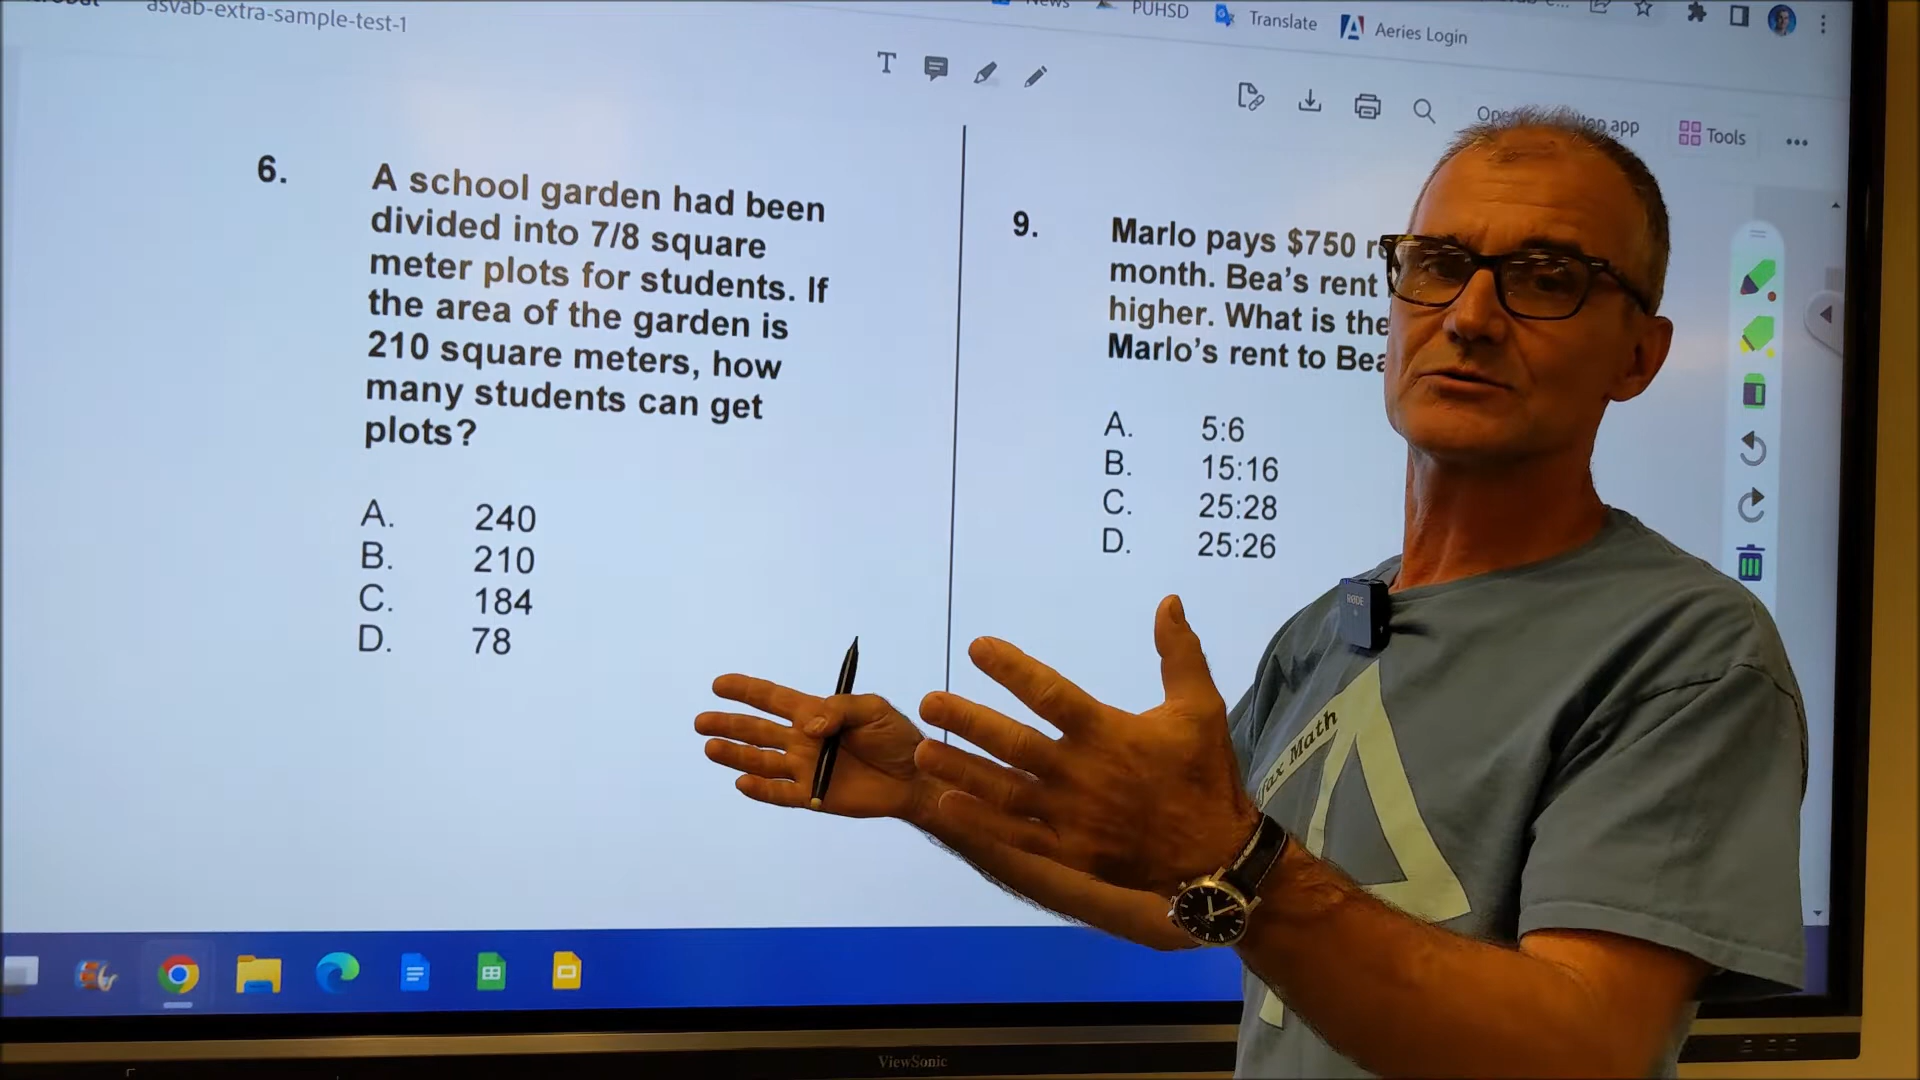 asvab-extra-sample-test-1
PUHSD
Translate
Aeries Login
T
app
Tools
6.
A school garden had been
divided into 7/8 square
meter plots for students. If
the area of the garden is
210 square meters, how
many students can get
plots?
A. 240
B. 210
C. 184
D. 78
9.
Marlo pays $750
month. Bea's rent
higher. What is the
Marlo's rent to
A. 5:6
B. 15:16
C. 25:28
D. 25:26
RØDE
Math
ViewSonic